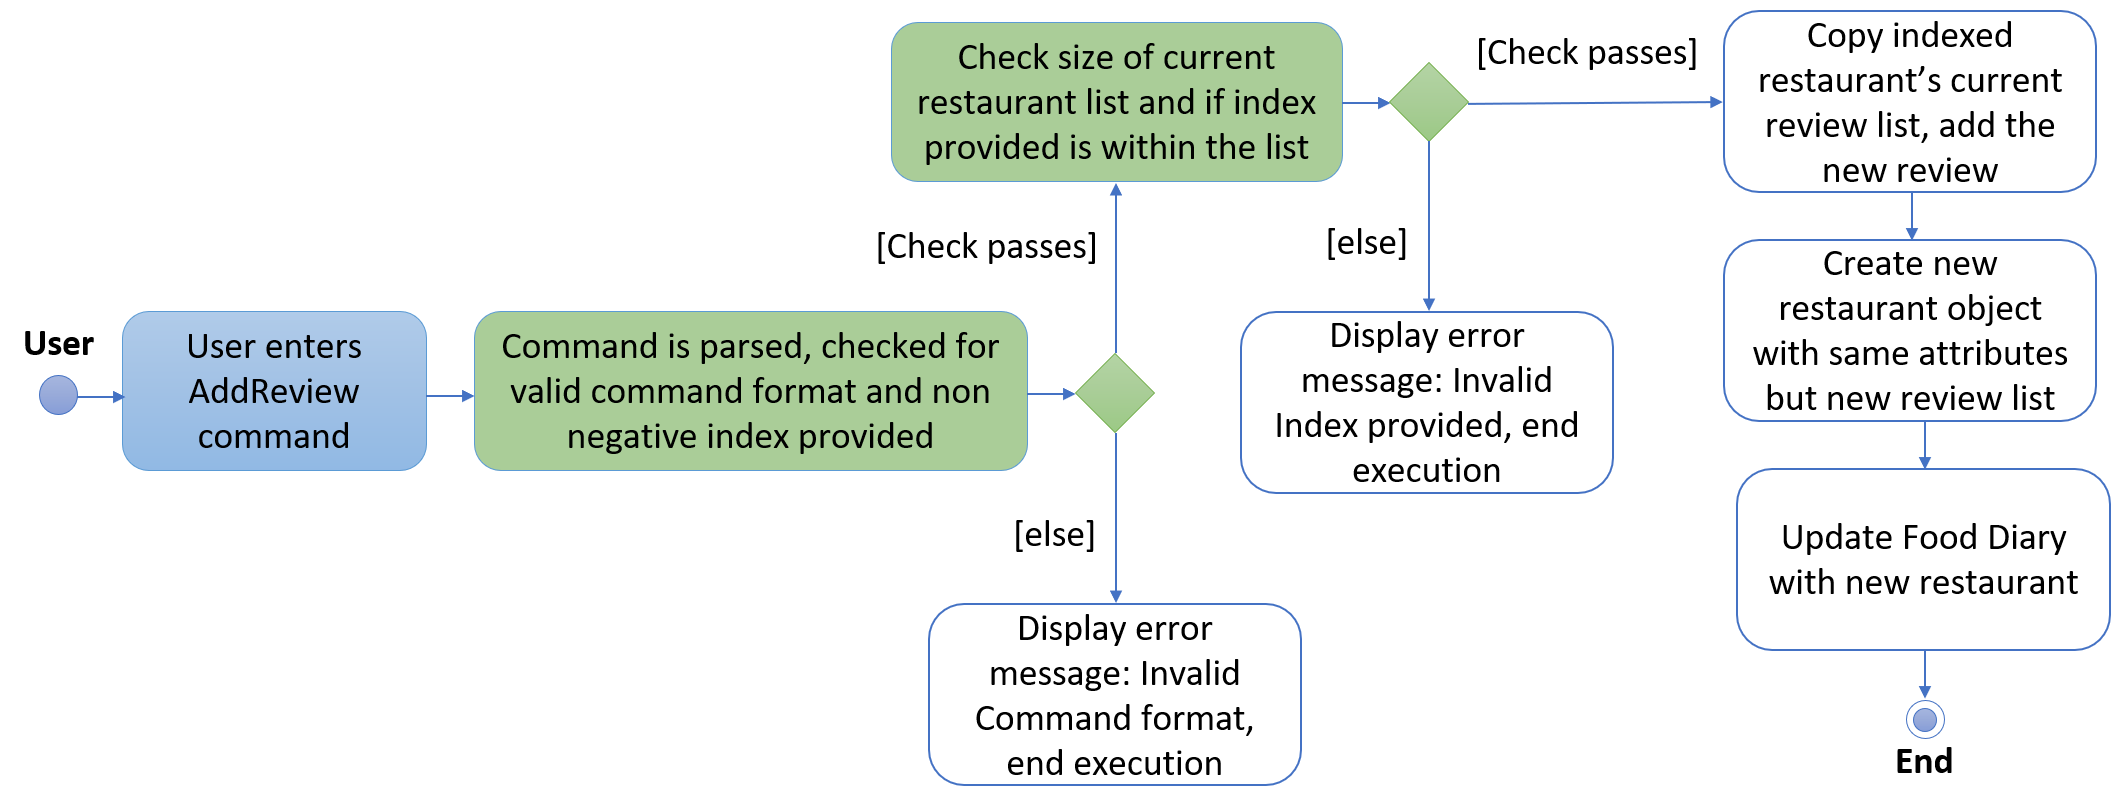 User
User enters
AddReview
command
Command is parsed, checked for
valid command format and non
negative index provided
[Check passes]
Check size of current
restaurant list and if index
provided is within the list
[else]
Display error
message: Invalid
Command format,
end execution
[Check passes]
[else]
Display error
message: Invalid
Index provided, end
execution
Copy indexed
restaurant’s current
review list, add the
new review
Create new
restaurant object
with same attributes
but new review list
Update Food Diary
with new restaurant
End